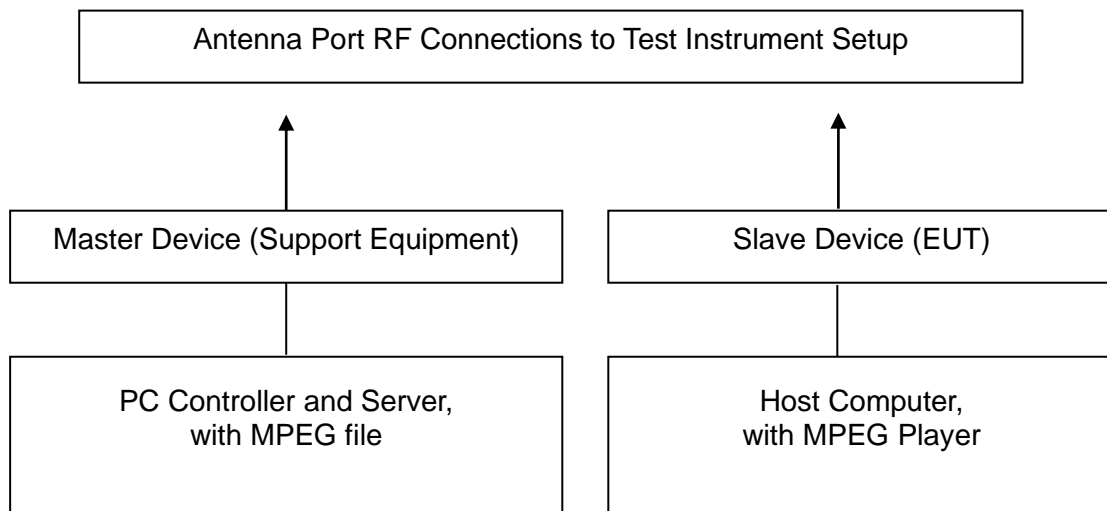 Antenna Port RF Connections to Test Instrument Setup
Master Device (Support Equipment)
Slave Device (EUT)
PC Controller and Server,
with MPEG file
Host Computer,
with MPEG Player